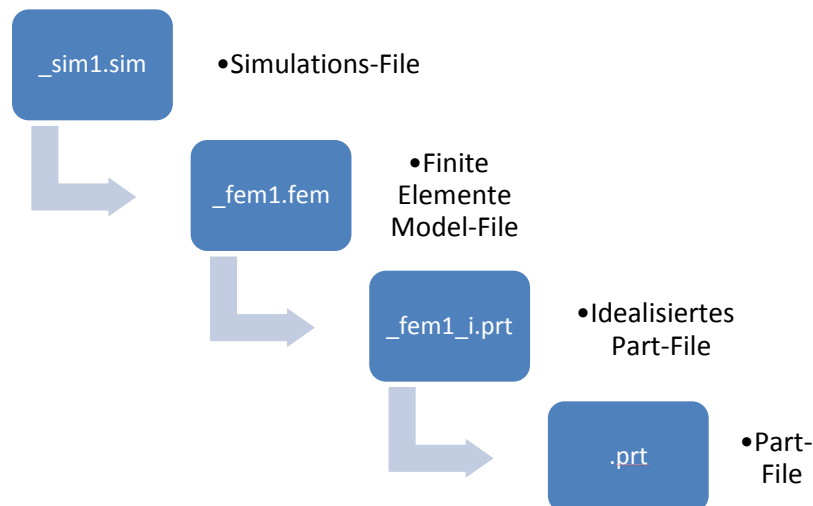 _sim1.sim
•Simulations-File
_fem1.fem
•Finite
Elemente
Model-File
_fem1_i.prt
•Idealisiertes
Part-File
.prt
•Part-
File